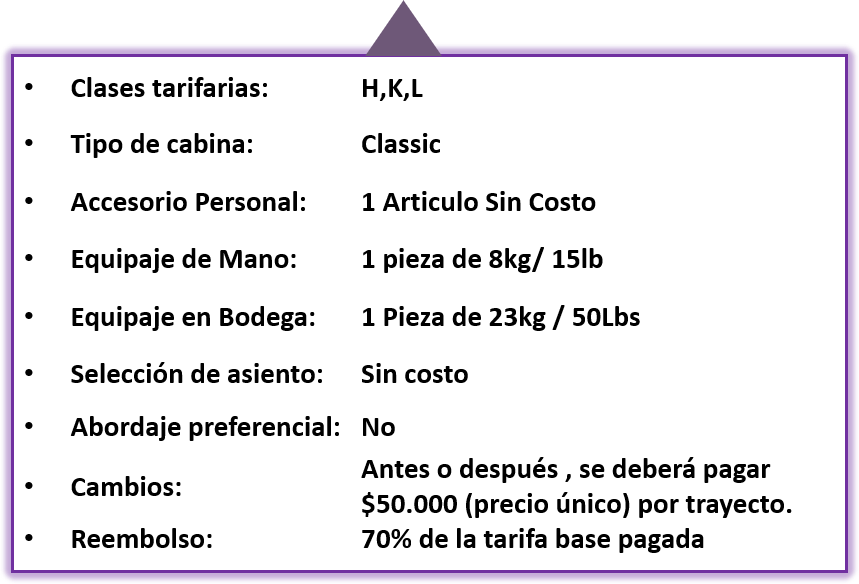 • Clases tarifarias: H,K,L
• Tipo de cabina: Classic
• Accesorio Personal: 1 Articulo Sin Costo
• Equipaje de Mano: 1 pieza de 8kg/ 15lb
• Equipaje en Bodega: 1 Pieza de 23kg / 50Lbs
• Selección de asiento: Sin costo
• Abordaje preferencial: No
• Cambios: Antes o después , se deberá pagar
$50.000 (precio único) por trayecto.
• Reembolso: 70% de la tarifa base pagada